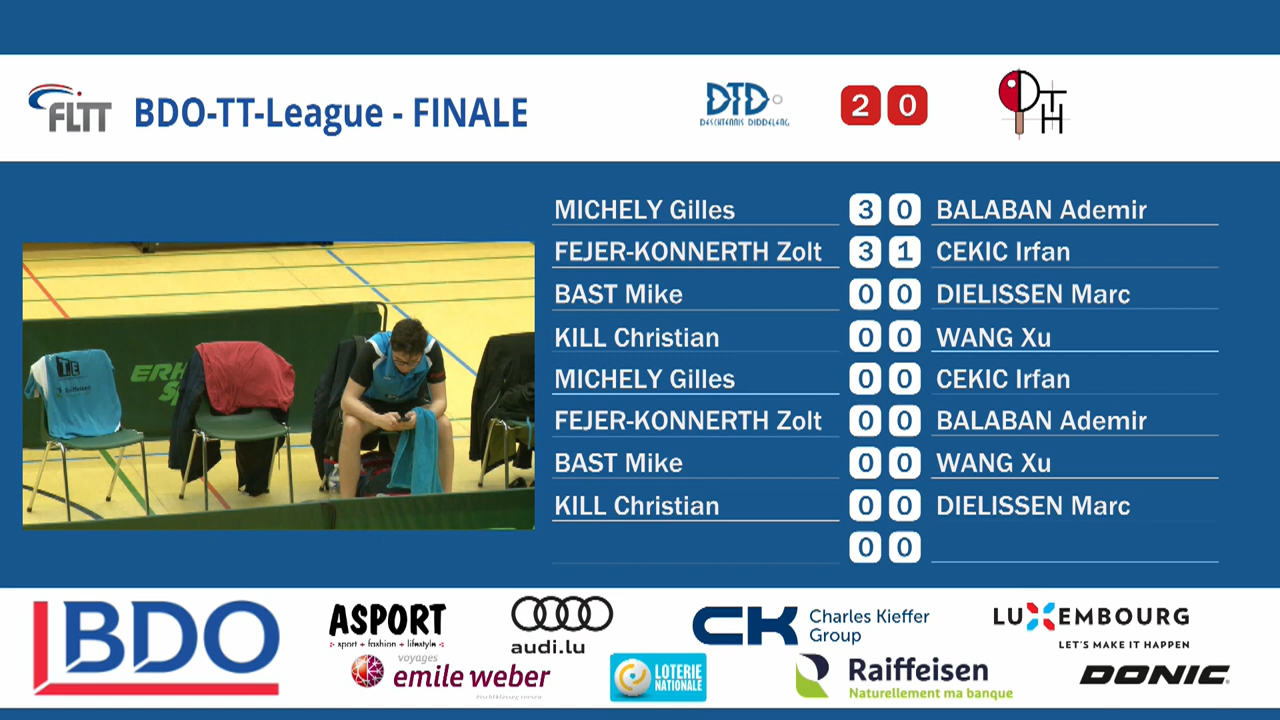 FLTT
BDO-TT-League - FINALE
DTD
DESCHTENNIS DIDDELENG
2 0
DTH
MICHELY Gilles 3 0 BALABAN Ademir
FEJER-KONNERTH Zolt 3 1 CEKIC Irfan
BAST Mike 0 0 DIELISSEN Marc
KILL Christian 0 0 WANG Xu
MICHELY Gilles 0 0 CEKIC Irfan
FEJER-KONNERTH Zolt 0 0 BALABAN Ademir
BAST Mike 0 0 WANG Xu
KILL Christian 0 0 DIELISSEN Marc
0 0
BDO
ASPORT
sport + fashion + lifestyle
voyages
emile weber
audi.lu
LOTERIE
NATIONALE
CK Charles Kieffer
Group
Raiffeisen
Naturellement ma banque
LUXEMBOURG
LET'S MAKE IT HAPPEN
DONIC